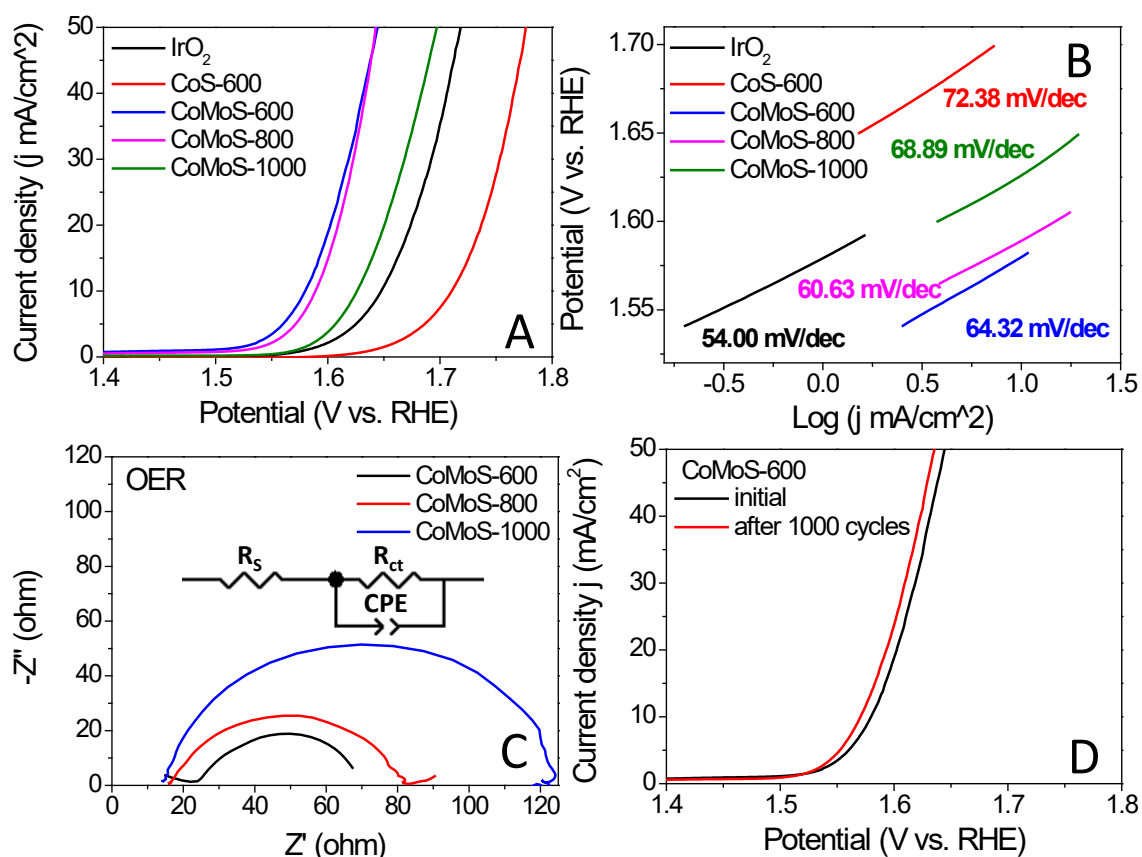 50
40
30
20
10
0
1.4
1.5
1.6
1.7
1.8
Current density (j mA/cm^2)
Potential (V vs. RHE)
IrO₂
CoS-600
CoMoS-600
CoMoS-800
CoMoS-1000
A
1.70
1.65
1.60
1.55
-0.5
0.0
0.5
1.0
1.5
Potential (V vs. RHE)
Log (j mA/cm^2)
IrO₂
CoS-600
CoMoS-600
CoMoS-800
CoMoS-1000
B
72.38 mV/dec
68.89 mV/dec
60.63 mV/dec
54.00 mV/dec
64.32 mV/dec
120
100
80
60
40
20
0
0
20
40
60
80
100
120
-Z'' (ohm)
Z' (ohm)
OER
CoMoS-600
CoMoS-800
CoMoS-1000
Rₛ
R_ct
CPE
C
50
40
30
20
10
0
1.4
1.5
1.6
1.7
1.8
Current density j (mA/cm²)
Potential (V vs. RHE)
CoMoS-600
initial
after 1000 cycles
D